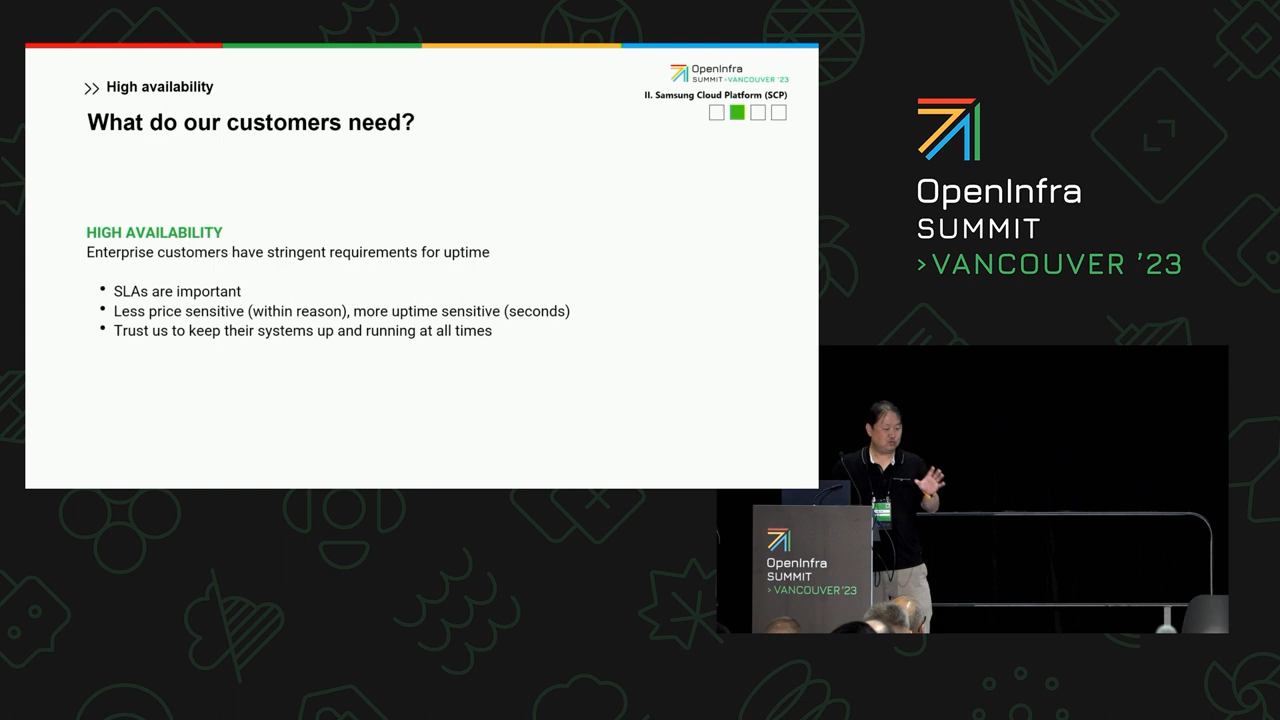 High availability
What do our customers need?
OpenInfra
SUMMIT >VANCOUVER '23
II. Samsung Cloud Platform (SCP)
HIGH AVAILABILITY
Enterprise customers have stringent requirements for uptime
• SLAs are important
• Less price sensitive (within reason), more uptime sensitive (seconds)
• Trust us to keep their systems up and running at all times
OpenInfra
SUMMIT
>VANCOUVER '23
OpenInfra
SUMMIT
>VANCOUVER '23